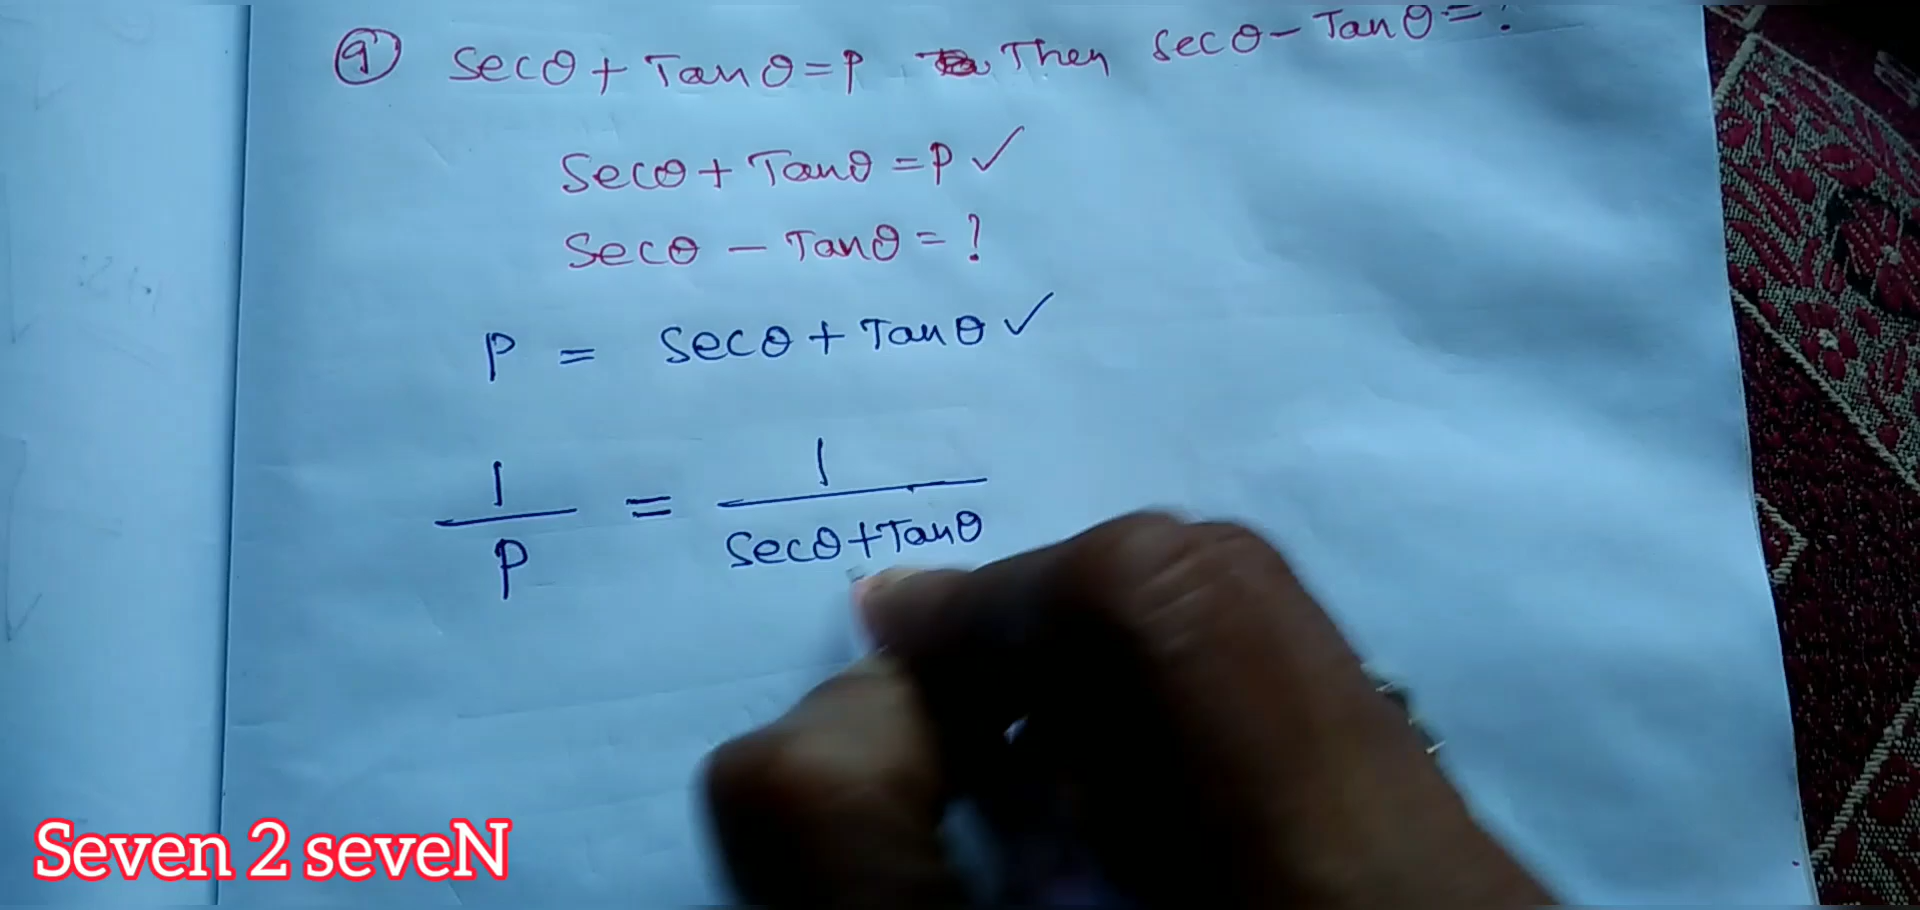 9) secθ + Tanθ = P Then secθ - Tanθ = ?
Secθ + Tanθ = P ✓
Secθ - Tanθ = ?
P = secθ + Tanθ ✓
1/P = 1/(secθ+Tanθ)
Seven 2 seveN